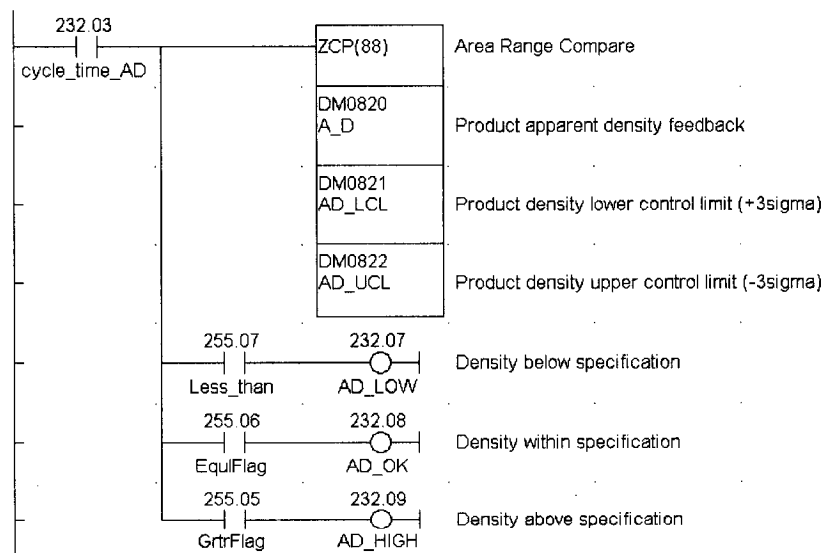 232.03
cycle_time_AD
ZCP(88) Area Range Compare
DM0820
A_D Product apparent density feedback
DM0821
AD_LCL Product density lower control limit (+3sigma)
DM0822
AD_UCL Product density upper control limit (-3sigma)
255.07 232.07
Density below specification
Less_than AD_LOW
255.06 232.08
Density within specification
EqulFlag AD_OK
255.05 232.09
Density above specification
GrtrFlag AD_HIGH